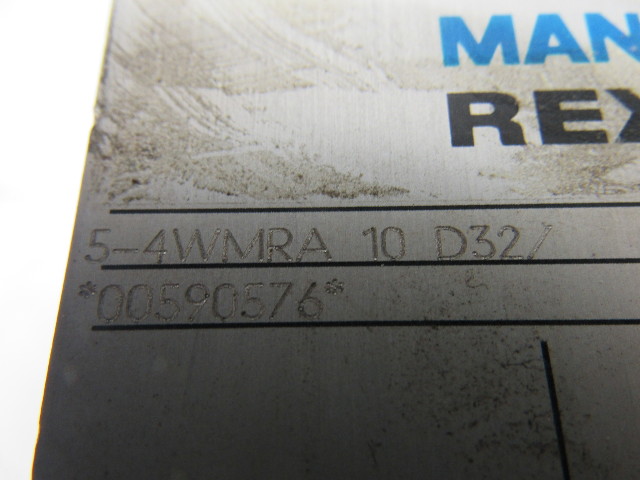 MAN
REX
5-4WMRA 10 D32/
*00590576*